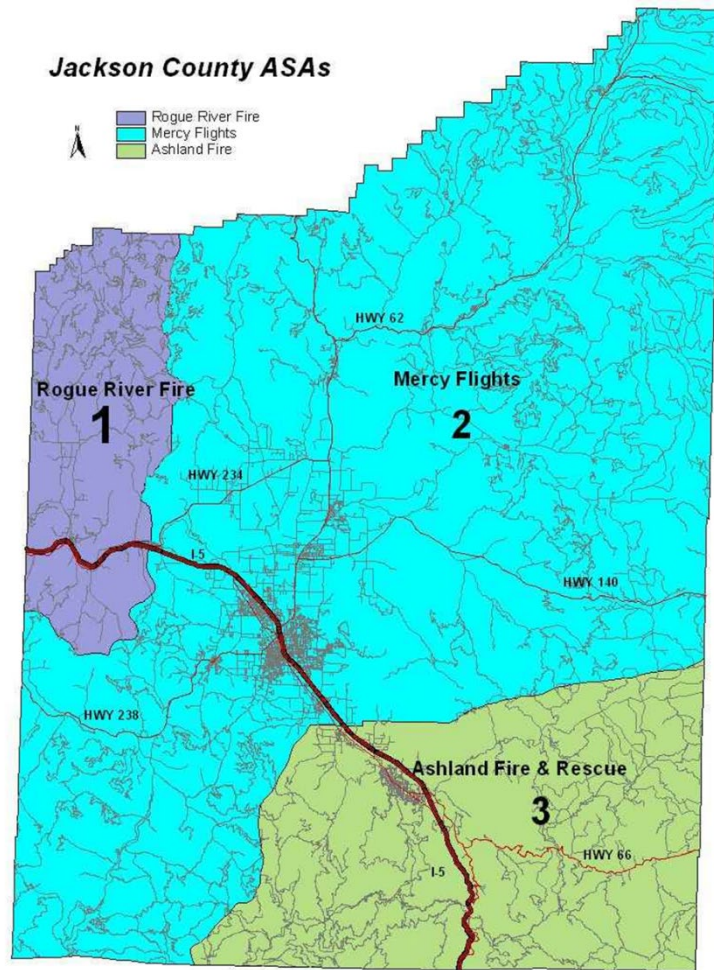 Jackson County ASAs
N
Rogue River Fire
Mercy Flights
Ashland Fire
HWY 62
Mercy Flights
2
Rogue River Fire
1
HWY 234
I-5
HWY 140
HWY 238
Ashland Fire & Rescue
3
HWY 66
I-5